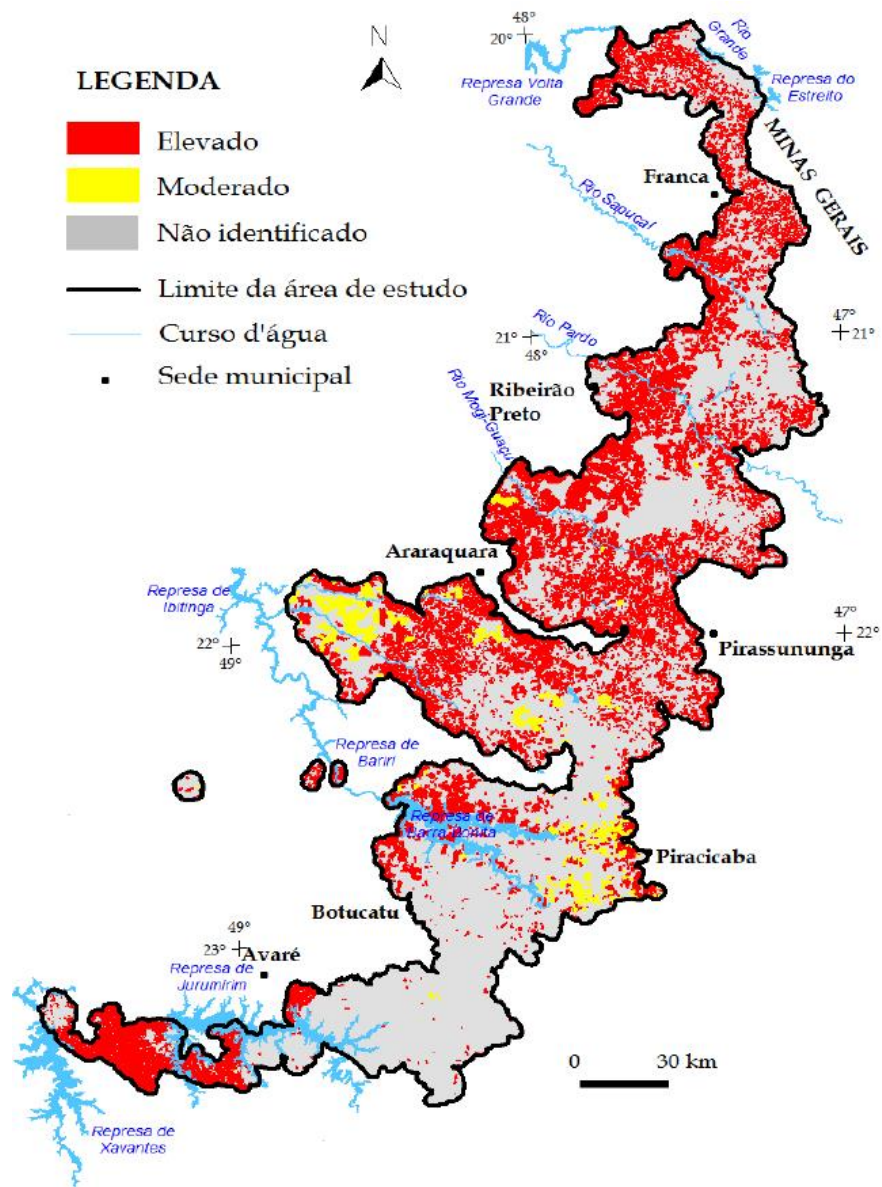 N
LEGENDA
Elevado
Moderado
Não identificado
Limite da área de estudo
Curso d'água
Sede municipal
48°
20°
Rio
Grande
Represa Volta
Grande
Represa do
Estreito
MINAS GERAIS
Franca
Rio Sapucaí
47°
21°
21°
48°
Rio Pardo
Ribeirão
Preto
Rio Mogi-Guaçu
Araraquara
Represa de
Ibitinga
22°
49°
47°
22°
Pirassununga
Represa de
Bariri
Represa de
Barra Bonita
Piracicaba
Botucatu
49°
23°
Avaré
Represa de
Jurumirim
0 30 km
Represa de
Xavantes